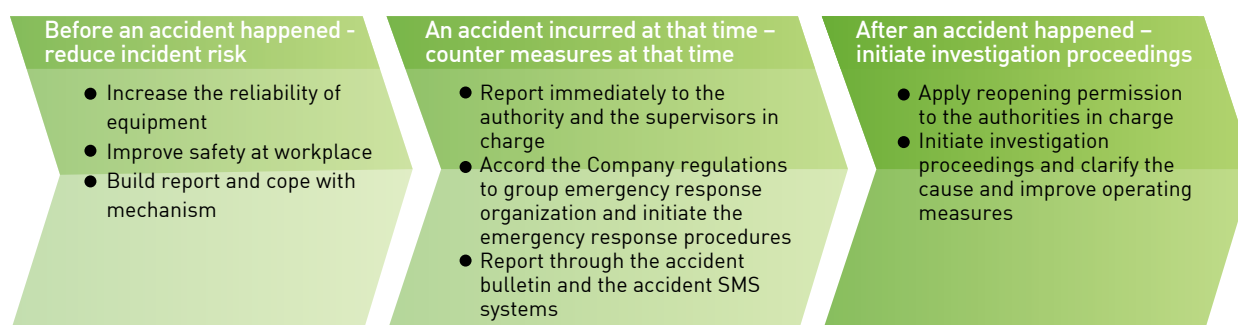 Before an accident happened -
reduce incident risk
● Increase the reliability of
equipment
● Improve safety at workplace
● Build report and cope with
mechanism
An accident incurred at that time –
counter measures at that time
● Report immediately to the
authority and the supervisors in
charge
● Accord the Company regulations
to group emergency response
organization and initiate the
emergency response procedures
● Report through the accident
bulletin and the accident SMS
systems
After an accident happened –
initiate investigation proceedings
● Apply reopening permission
to the authorities in charge
● Initiate investigation
proceedings and clarify the
cause and improve operating
measures